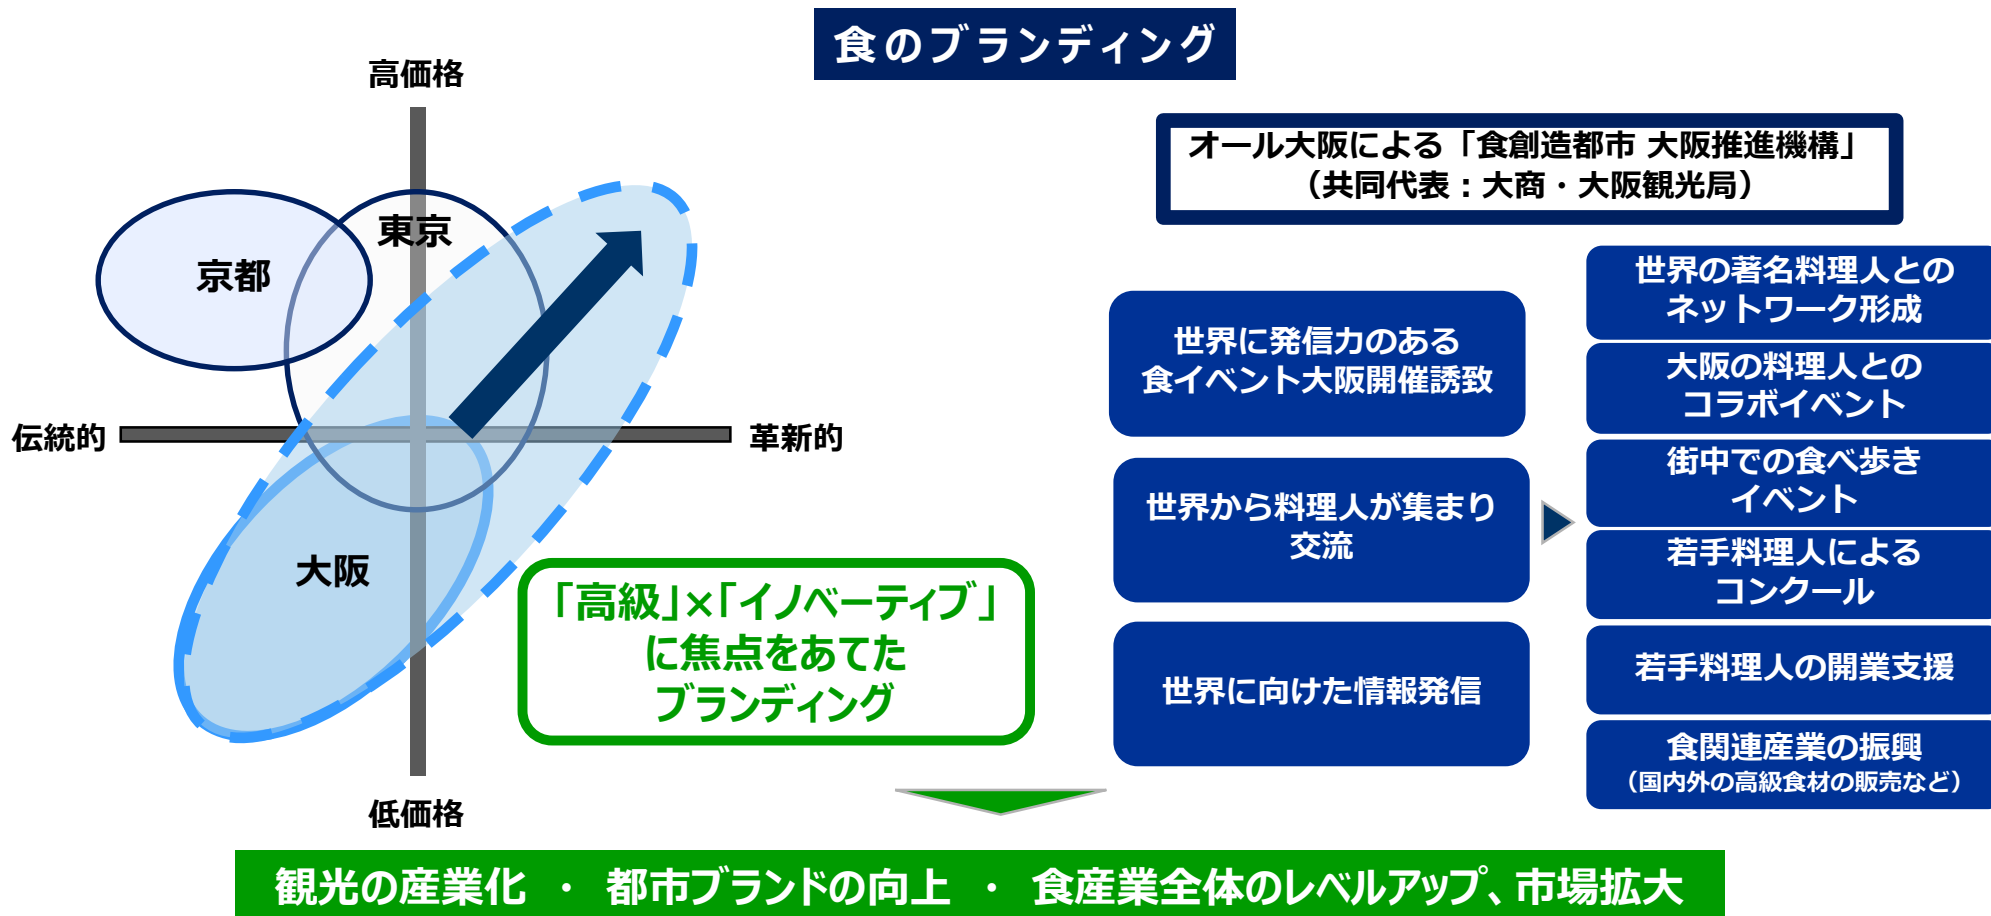 食のブランディング
高価格
東京
京都
伝統的
革新的
大阪
低価格
「高級」×「イノベーティブ」
に焦点をあてた
ブランディング
オール大阪による「食創造都市 大阪推進機構」
（共同代表：大商・大阪観光局）
世界に発信力のある
食イベント大阪開催誘致
世界から料理人が集まり
交流
世界に向けた情報発信
世界の著名料理人との
ネットワーク形成
大阪の料理人との
コラボイベント
街中での食べ歩き
イベント
若手料理人による
コンクール
若手料理人の開業支援
食関連産業の振興
（国内外の高級食材の販売など）
観光の産業化 ・ 都市ブランドの向上 ・ 食産業全体のレベルアップ、市場拡大